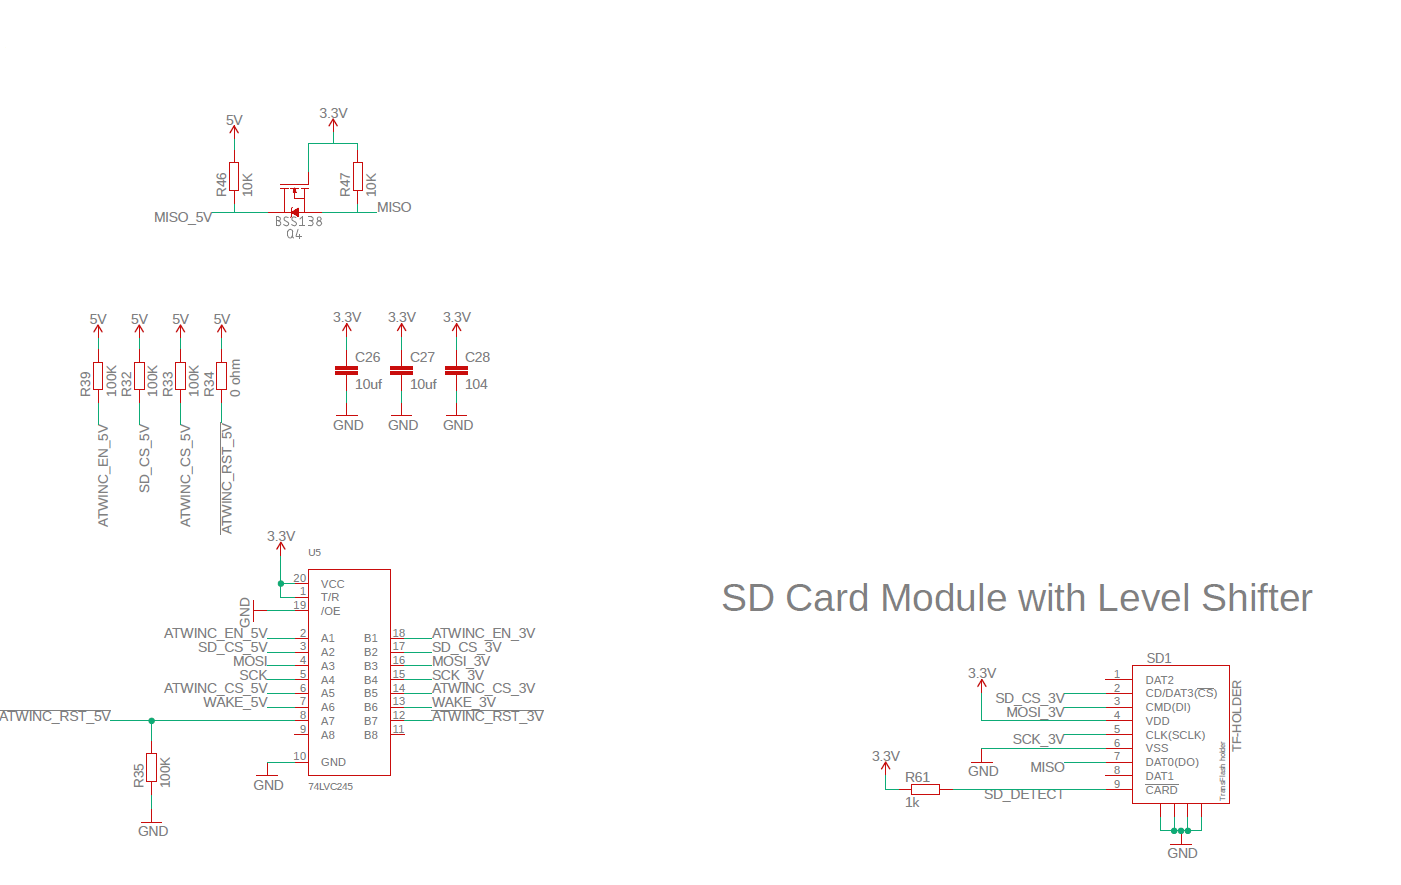 5V
3.3V
R46
10K
R47
10K
MISO_5V
MISO
BSS138
Q4
5V
5V
5V
5V
R39
100K
R32
100K
R33
100K
R34
0 ohm
ATWINC_EN_5V
SD_CS_5V
ATWINC_CS_5V
ATWINC_RST_5V
3.3V
3.3V
3.3V
C26
10uf
C27
10uf
C28
104
GND
GND
GND
3.3V
U5
GND
20 VCC
1 T/R
19 /OE
ATWINC_EN_5V 2 A1 B1 18 ATWINC_EN_3V
SD_CS_5V 3 A2 B2 17 SD_CS_3V
MOSI 4 A3 B3 16 MOSI_3V
SCK 5 A4 B4 15 SCK_3V
ATWINC_CS_5V 6 A5 B5 14 ATWINC_CS_3V
WAKE_5V 7 A6 B6 13 WAKE_3V
ATWINC_RST_5V 8 A7 B7 12 ATWINC_RST_3V
9 A8 B8 11
10 GND
GND
74LVC245
R35
100K
GND
SD Card Module with Level Shifter
SD1
3.3V
1 DAT2
2 CD/DAT3(CS)
SD_CS_3V 3 CMD(DI)
MOSI_3V 4 VDD
5 CLK(SCLK)
SCK_3V 6 VSS
GND
7 DAT0(DO)
MISO 8 DAT1
9 CARD
SD_DETECT
3.3V
R61
1k
TransFlash holder
TF-HOLDER
GND